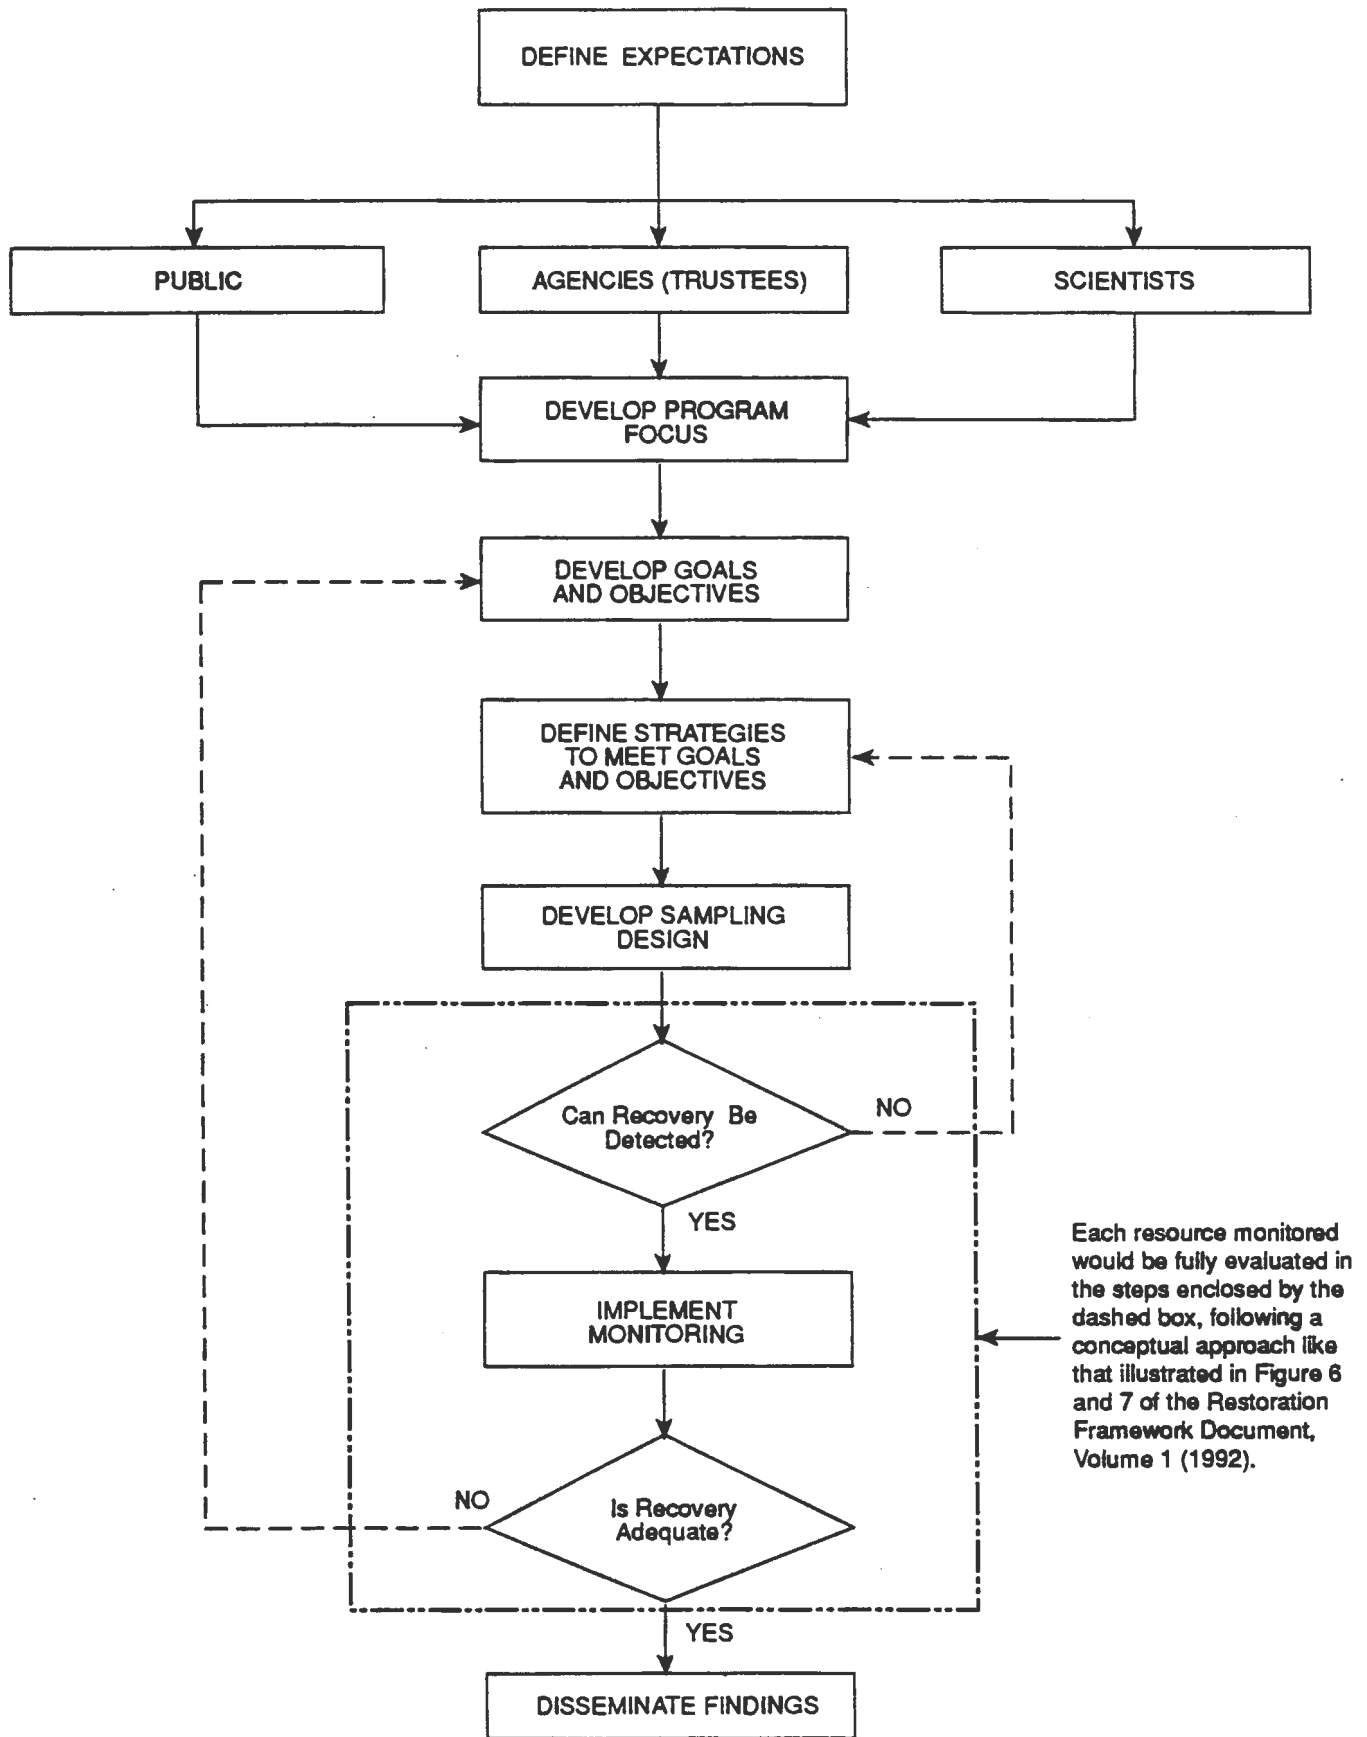 DEFINE EXPECTATIONS
PUBLIC
AGENCIES (TRUSTEES)
SCIENTISTS
DEVELOP PROGRAM
FOCUS
DEVELOP GOALS
AND OBJECTIVES
DEFINE STRATEGIES
TO MEET GOALS
AND OBJECTIVES
DEVELOP SAMPLING
DESIGN
Can Recovery Be
Detected?
NO
YES
IMPLEMENT
MONITORING
Each resource monitored
would be fully evaluated in
the steps enclosed by the
dashed box, following a
conceptual approach like
that illustrated in Figure 6
and 7 of the Restoration
Framework Document,
Volume 1 (1992).
Is Recovery
Adequate?
NO
YES
DISSEMINATE FINDINGS